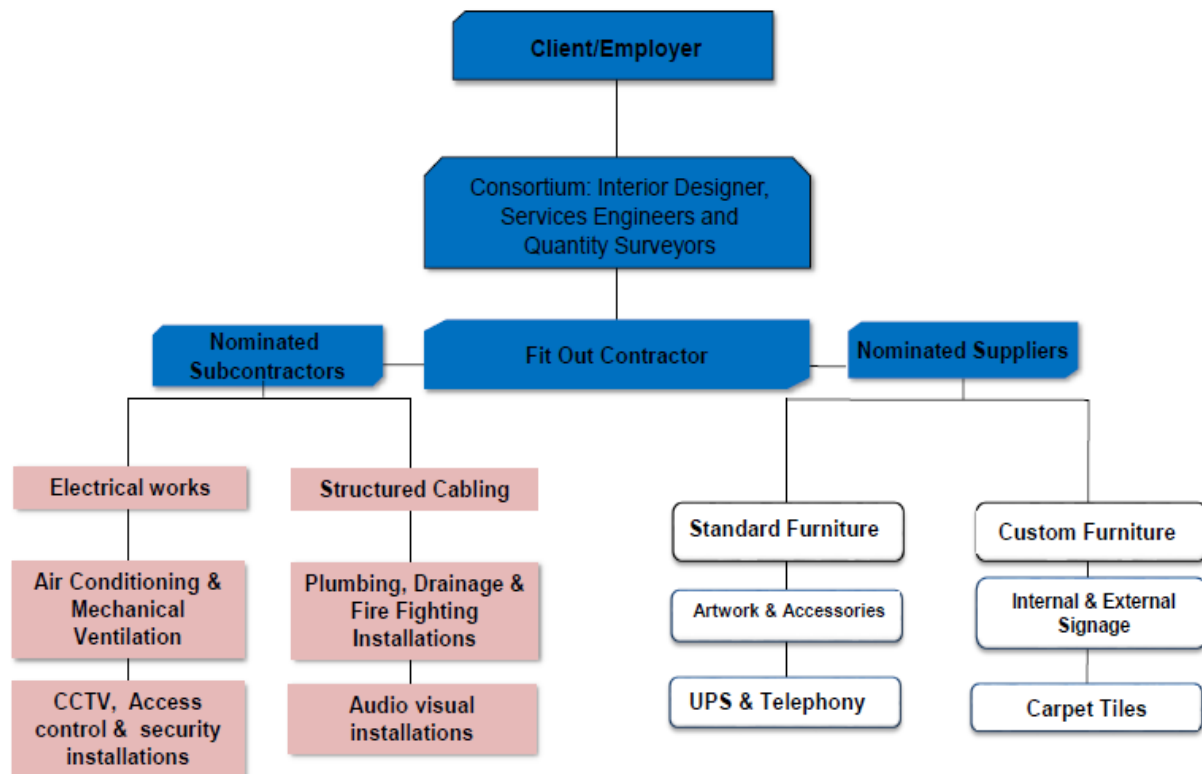 Client/Employer
Consortium: Interior Designer,
Services Engineers and
Quantity Surveyors
Nominated
Subcontractors
Fit Out Contractor
Nominated Suppliers
Electrical works
Structured Cabling
Standard Furniture
Custom Furniture
Air Conditioning &
Mechanical
Ventilation
Plumbing, Drainage &
Fire Fighting
Installations
Artwork & Accessories
Internal & External
Signage
CCTV, Access
control & security
installations
Audio visual
installations
UPS & Telephony
Carpet Tiles